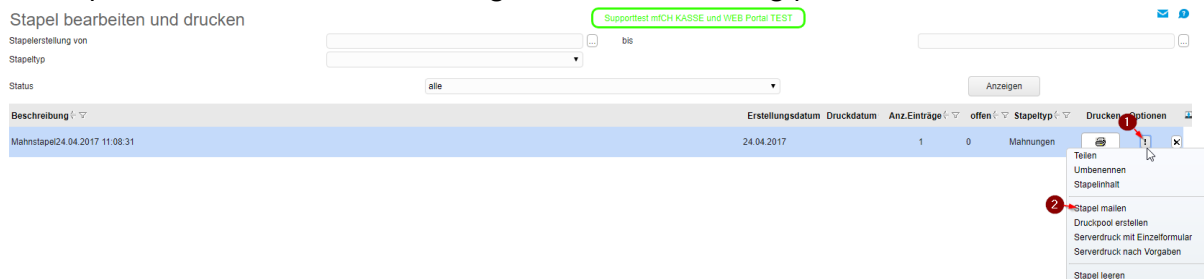 Stapel bearbeiten und drucken
Supporttest mfCH KASSE und WEB Portal TEST
Stapelerstellung von ... bis ...
Stapeltyp
Status alle Anzeigen
Beschreibung Erstellungsdatum Druckdatum Anz.Einträge offen Stapeltyp Drucken Optionen
1
Mahnstapel24.04.2017 11:08:31 24.04.2017 1 0 Mahnungen ! X
Teilen
Umbenennen
Stapelinhalt
2 Stapel mailen
Druckpool erstellen
Serverdruck mit Einzelformular
Serverdruck nach Vorgaben
Stapel leeren